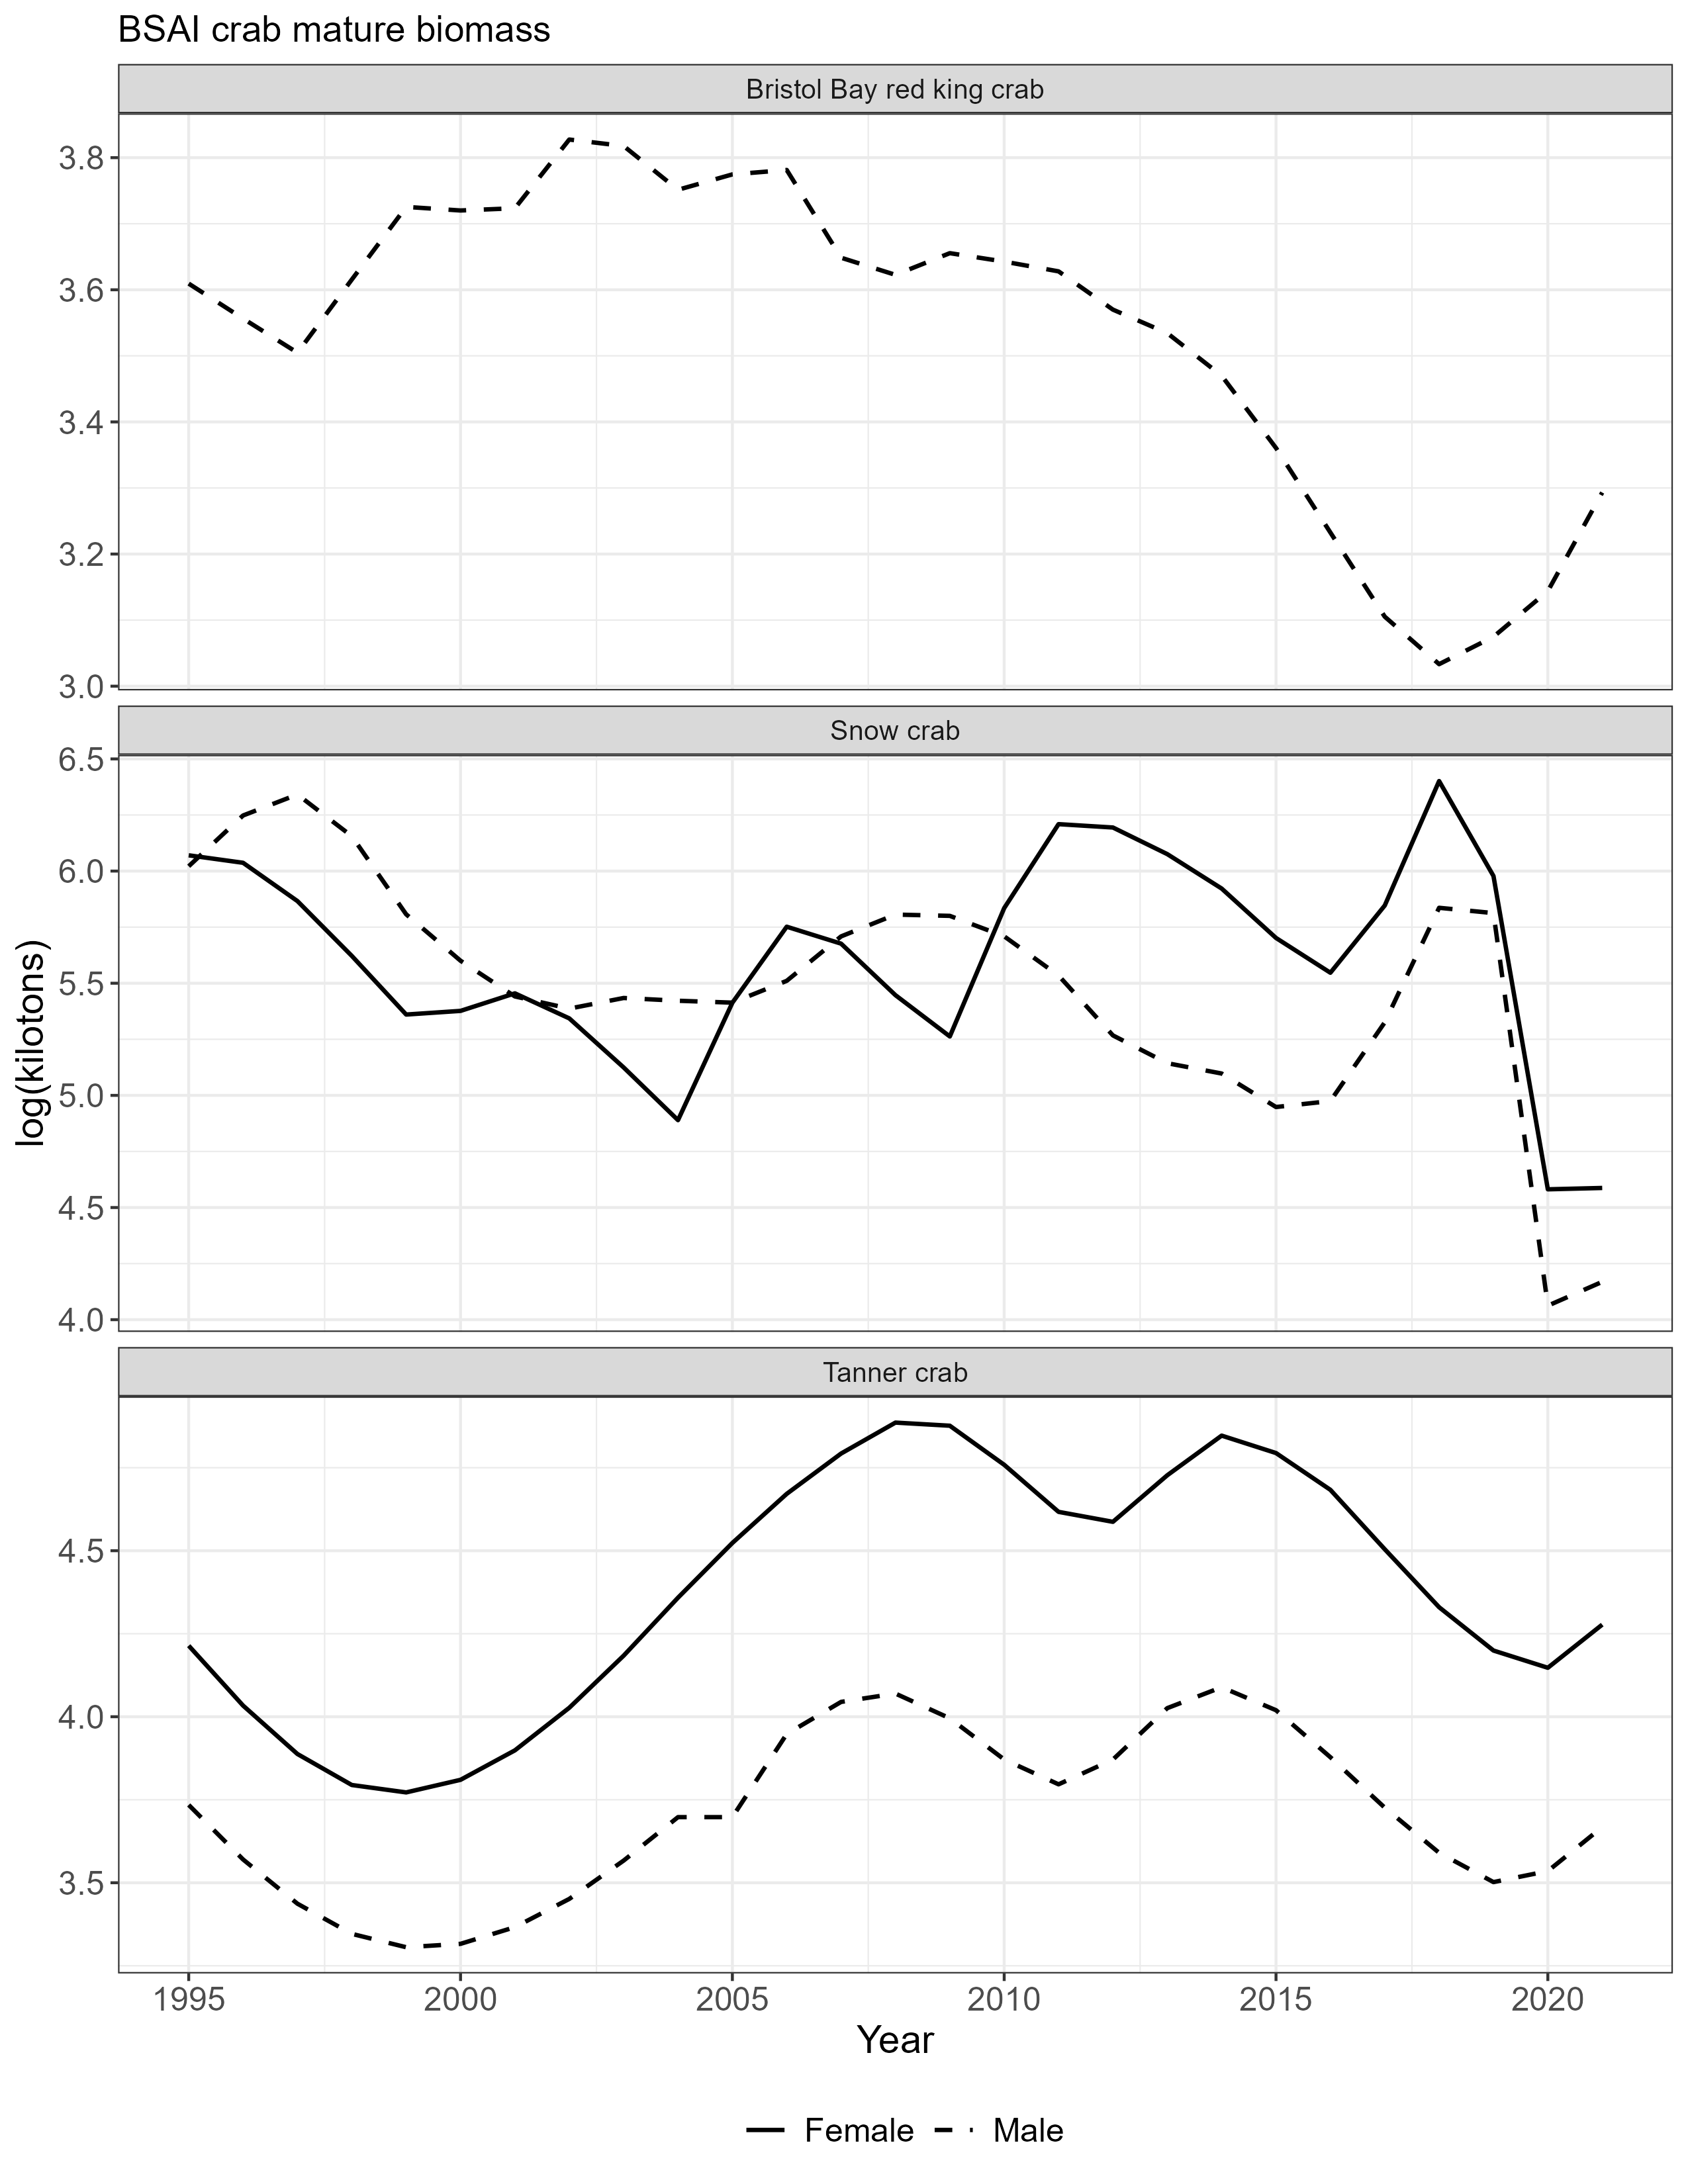 BSAI crab mature biomass
Bristol Bay red king crab
3.8
3.6
3.4
3.2
3.0
Snow crab
6.5
6.0
5.5
5.0
4.5
4.0
log(kilotons)
Tanner crab
4.5
4.0
3.5
1995 2000 2005 2010 2015 2020
Year
Female Male